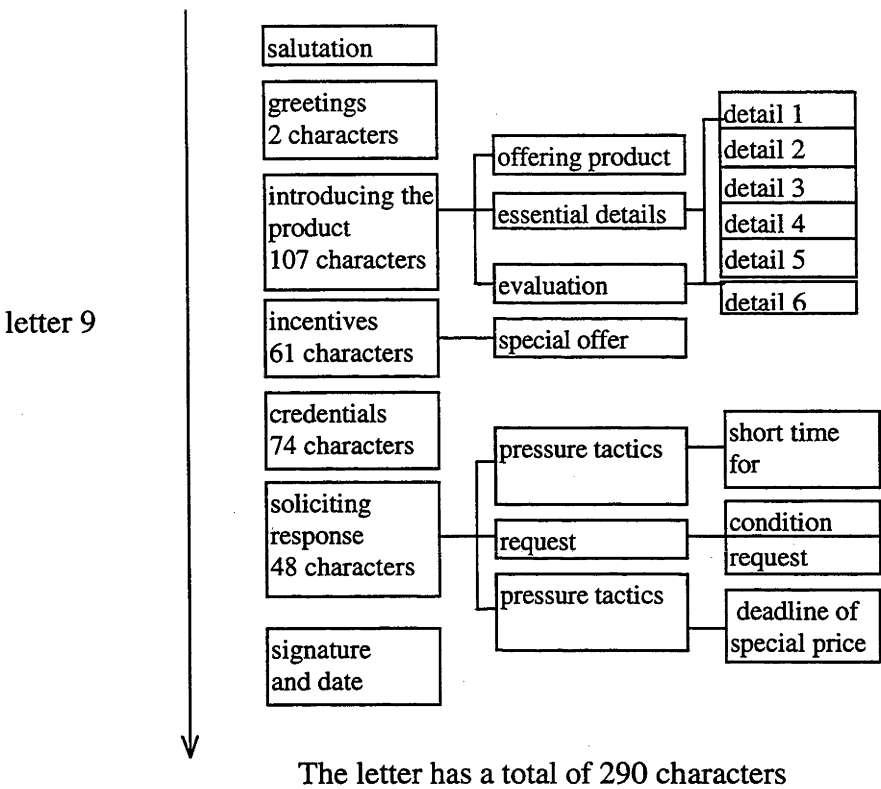 letter 9
salutation
greetings
2 characters
introducing the
product
107 characters
offering product
essential details
evaluation
detail 1
detail 2
detail 3
detail 4
detail 5
detail 6
incentives
61 characters
special offer
credentials
74 characters
soliciting
response
48 characters
pressure tactics
short time
for
request
condition
request
pressure tactics
deadline of
special price
signature
and date
The letter has a total of 290 characters